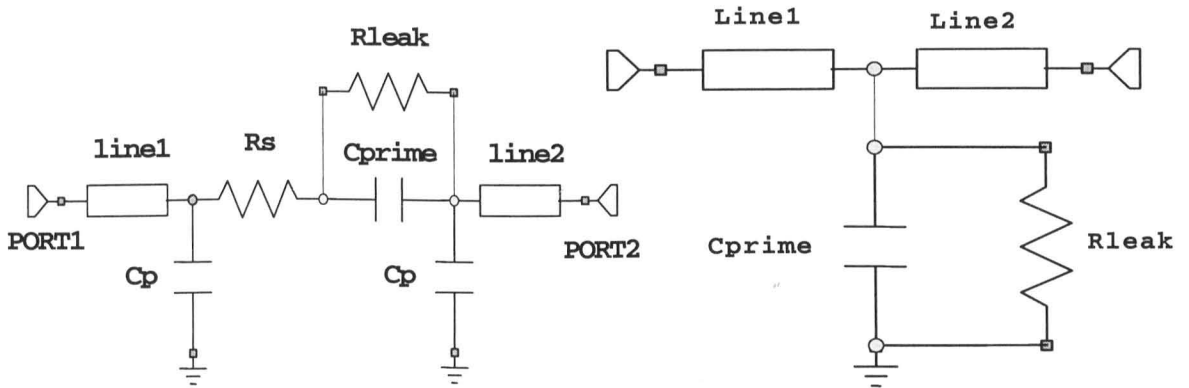 Rleak
line1
Rs
Cprime
line2
PORT1
Cp
Cp
PORT2
Line1
Line2
Cprime
Rleak